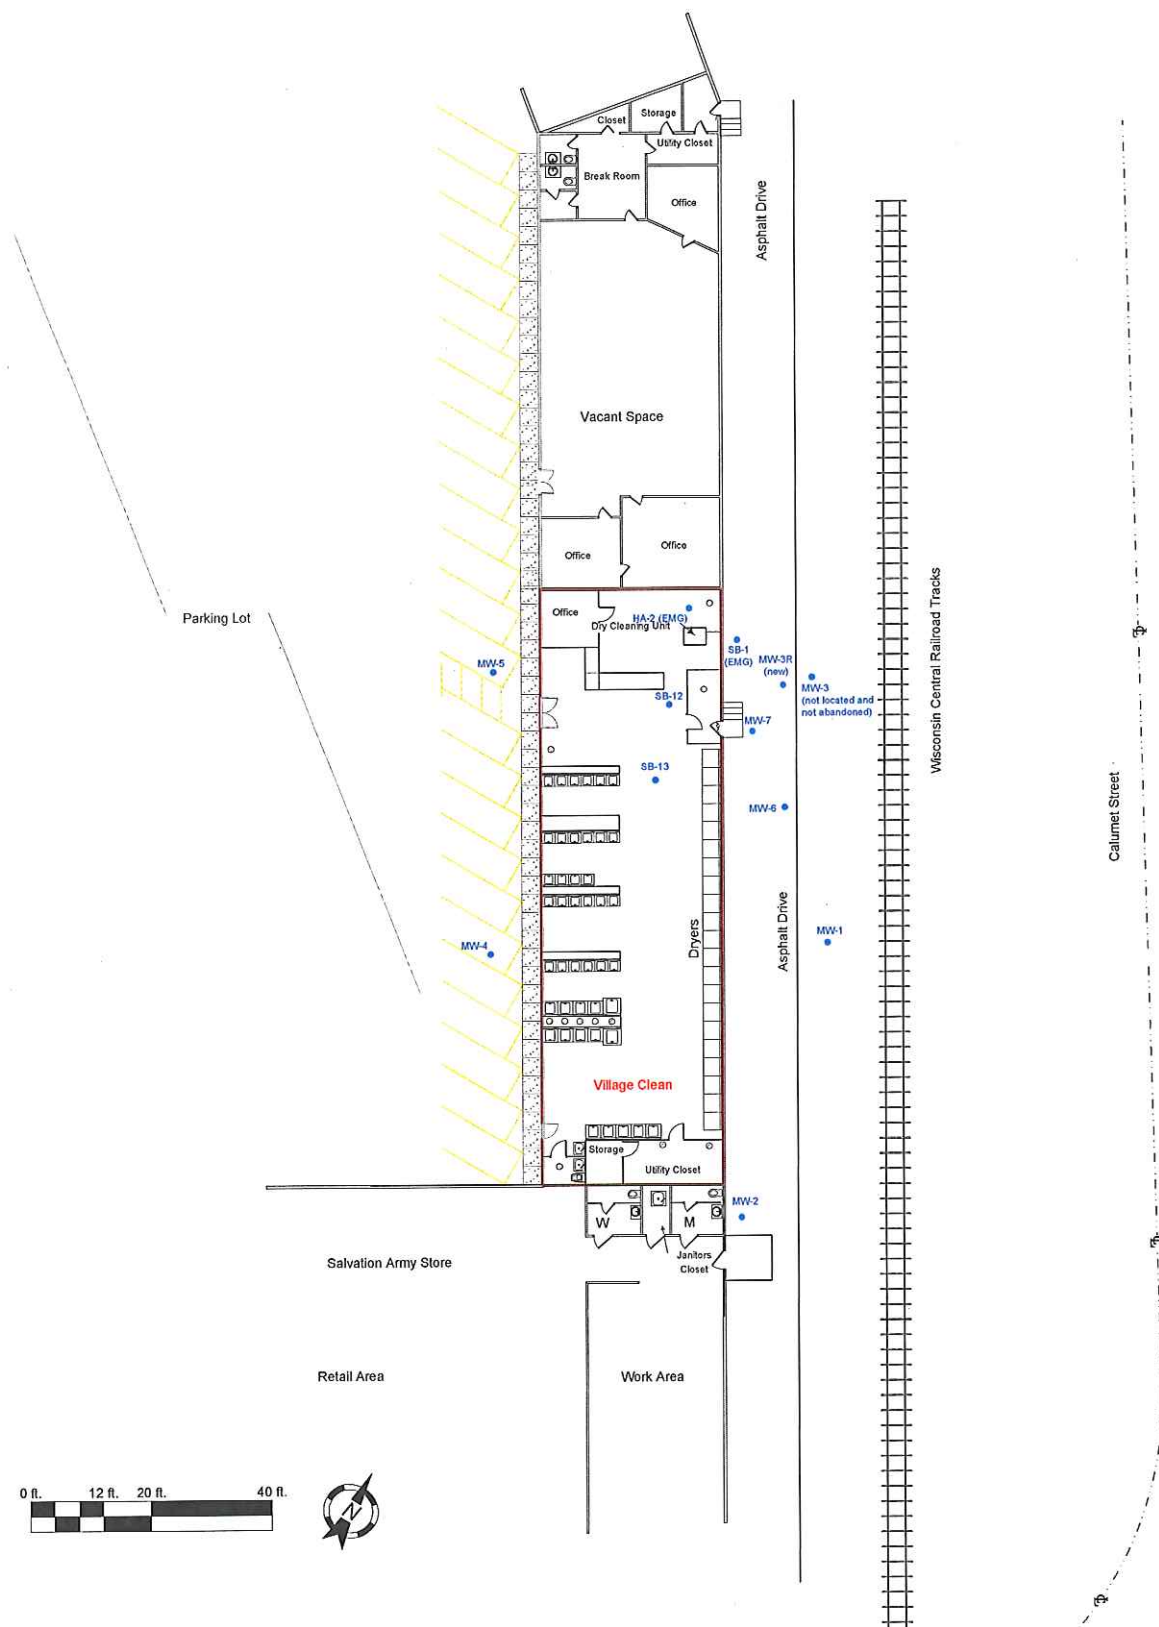 Closet
Storage
Utility Closet
Break Room
Office
Asphalt Drive
Vacant Space
Office
Office
Parking Lot
Office
HA-2 (EMG)
Dry Cleaning Unit
SB-1
(EMG)
MW-3R
(new)
MW-3
(not located and
not abandoned)
MW-5
SB-12
MW-7
SB-13
MW-6
Wisconsin Central Railroad Tracks
Calumet Street
MW-4
Dryers
Asphalt Drive
MW-1
Village Clean
Storage
Utility Closet
MW-2
W
M
Janitors
Closet
Salvation Army Store
Retail Area
Work Area
0 ft. 12 ft. 20 ft. 40 ft.
N